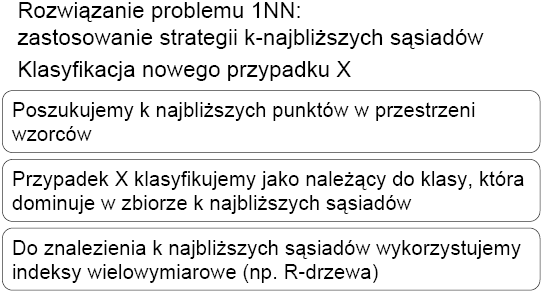 Rozwiązanie problemu 1NN:
zastosowanie strategii k-najbliższych sąsiadów
Klasyfikacja nowego przypadku X
Poszukujemy k najbliższych punktów w przestrzeni
wzorców
Przypadek X klasyfikujemy jako należący do klasy, która
dominuje w zbiorze k najbliższych sąsiadów
Do znalezienia k najbliższych sąsiadów wykorzystujemy
indeksy wielowymiarowe (np. R-drzewa)